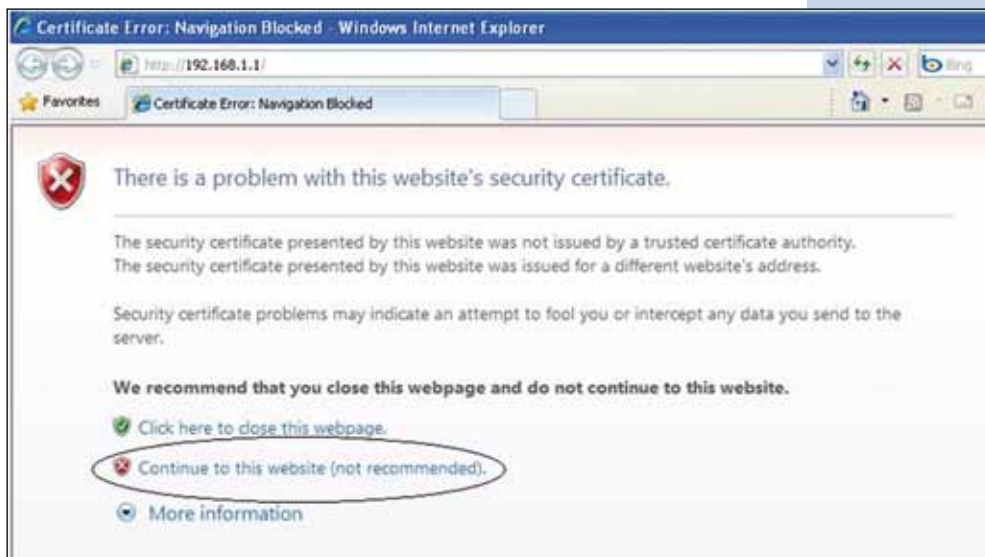 Certificate Error: Navigation Blocked - Windows Internet Explorer
http://192.168.1.1/
Bing
Favorites
Certificate Error: Navigation Blocked
There is a problem with this website's security certificate.
The security certificate presented by this website was not issued by a trusted certificate authority.
The security certificate presented by this website was issued for a different website's address.
Security certificate problems may indicate an attempt to fool you or intercept any data you send to the
server.
We recommend that you close this webpage and do not continue to this website.
Click here to close this webpage.
Continue to this website (not recommended).
More information